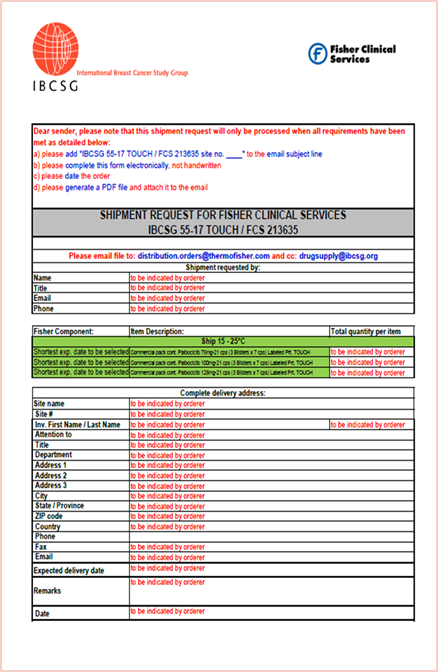 International Breast Cancer Study Group
IBCSG
Fisher Clinical
Services
Dear sender, please note that this shipment request will only be processed when all requirements have been
met as detailed below:
a) please add "IBCSG 55-17 TOUCH / FCS 213635 site no. ____" to the email subject line
b) please complete this form electronically, not handwritten
c) please date the order
d) please generate a PDF file and attach it to the email
SHIPMENT REQUEST FOR FISHER CLINICAL SERVICES
IBCSG 55-17 TOUCH / FCS 213635
Please email file to: distribution.orders@thermofisher.com and cc: drugsupply@ibcsg.org
Shipment requested by:
Name to be indicated by orderer
Title to be indicated by orderer
Email to be indicated by orderer
Phone to be indicated by orderer
Fisher Component: Item Description: Total quantity per item
Ship 15 - 25°C
Shortest exp. date to be selected Commercial pack cont. Palbociclib 75mg-21 cps (3 Blisters x 7 cps) Labeled Prt. TOUCH to be indicated by orderer
Shortest exp. date to be selected Commercial pack cont. Palbociclib 100mg-21 cps (3 Blisters x 7 cps) Labeled Prt. TOUCH to be indicated by orderer
Shortest exp. date to be selected Commercial pack cont. Palbociclib 125mg-21 cps (3 Blisters x 7 cps) Labeled Prt. TOUCH to be indicated by orderer
Complete delivery address:
Site name to be indicated by orderer
Site # to be indicated by orderer
Inv. First Name / Last Name to be indicated by orderer to be indicated by orderer
Attention to to be indicated by orderer
Title to be indicated by orderer
Department to be indicated by orderer
Address 1 to be indicated by orderer
Address 2 to be indicated by orderer
Address 3 to be indicated by orderer
City to be indicated by orderer
State / Province to be indicated by orderer
ZIP code to be indicated by orderer
Country to be indicated by orderer
Phone
Fax to be indicated by orderer
Email to be indicated by orderer
Expected delivery date to be indicated by orderer
Remarks to be indicated by orderer
Date to be indicated by orderer